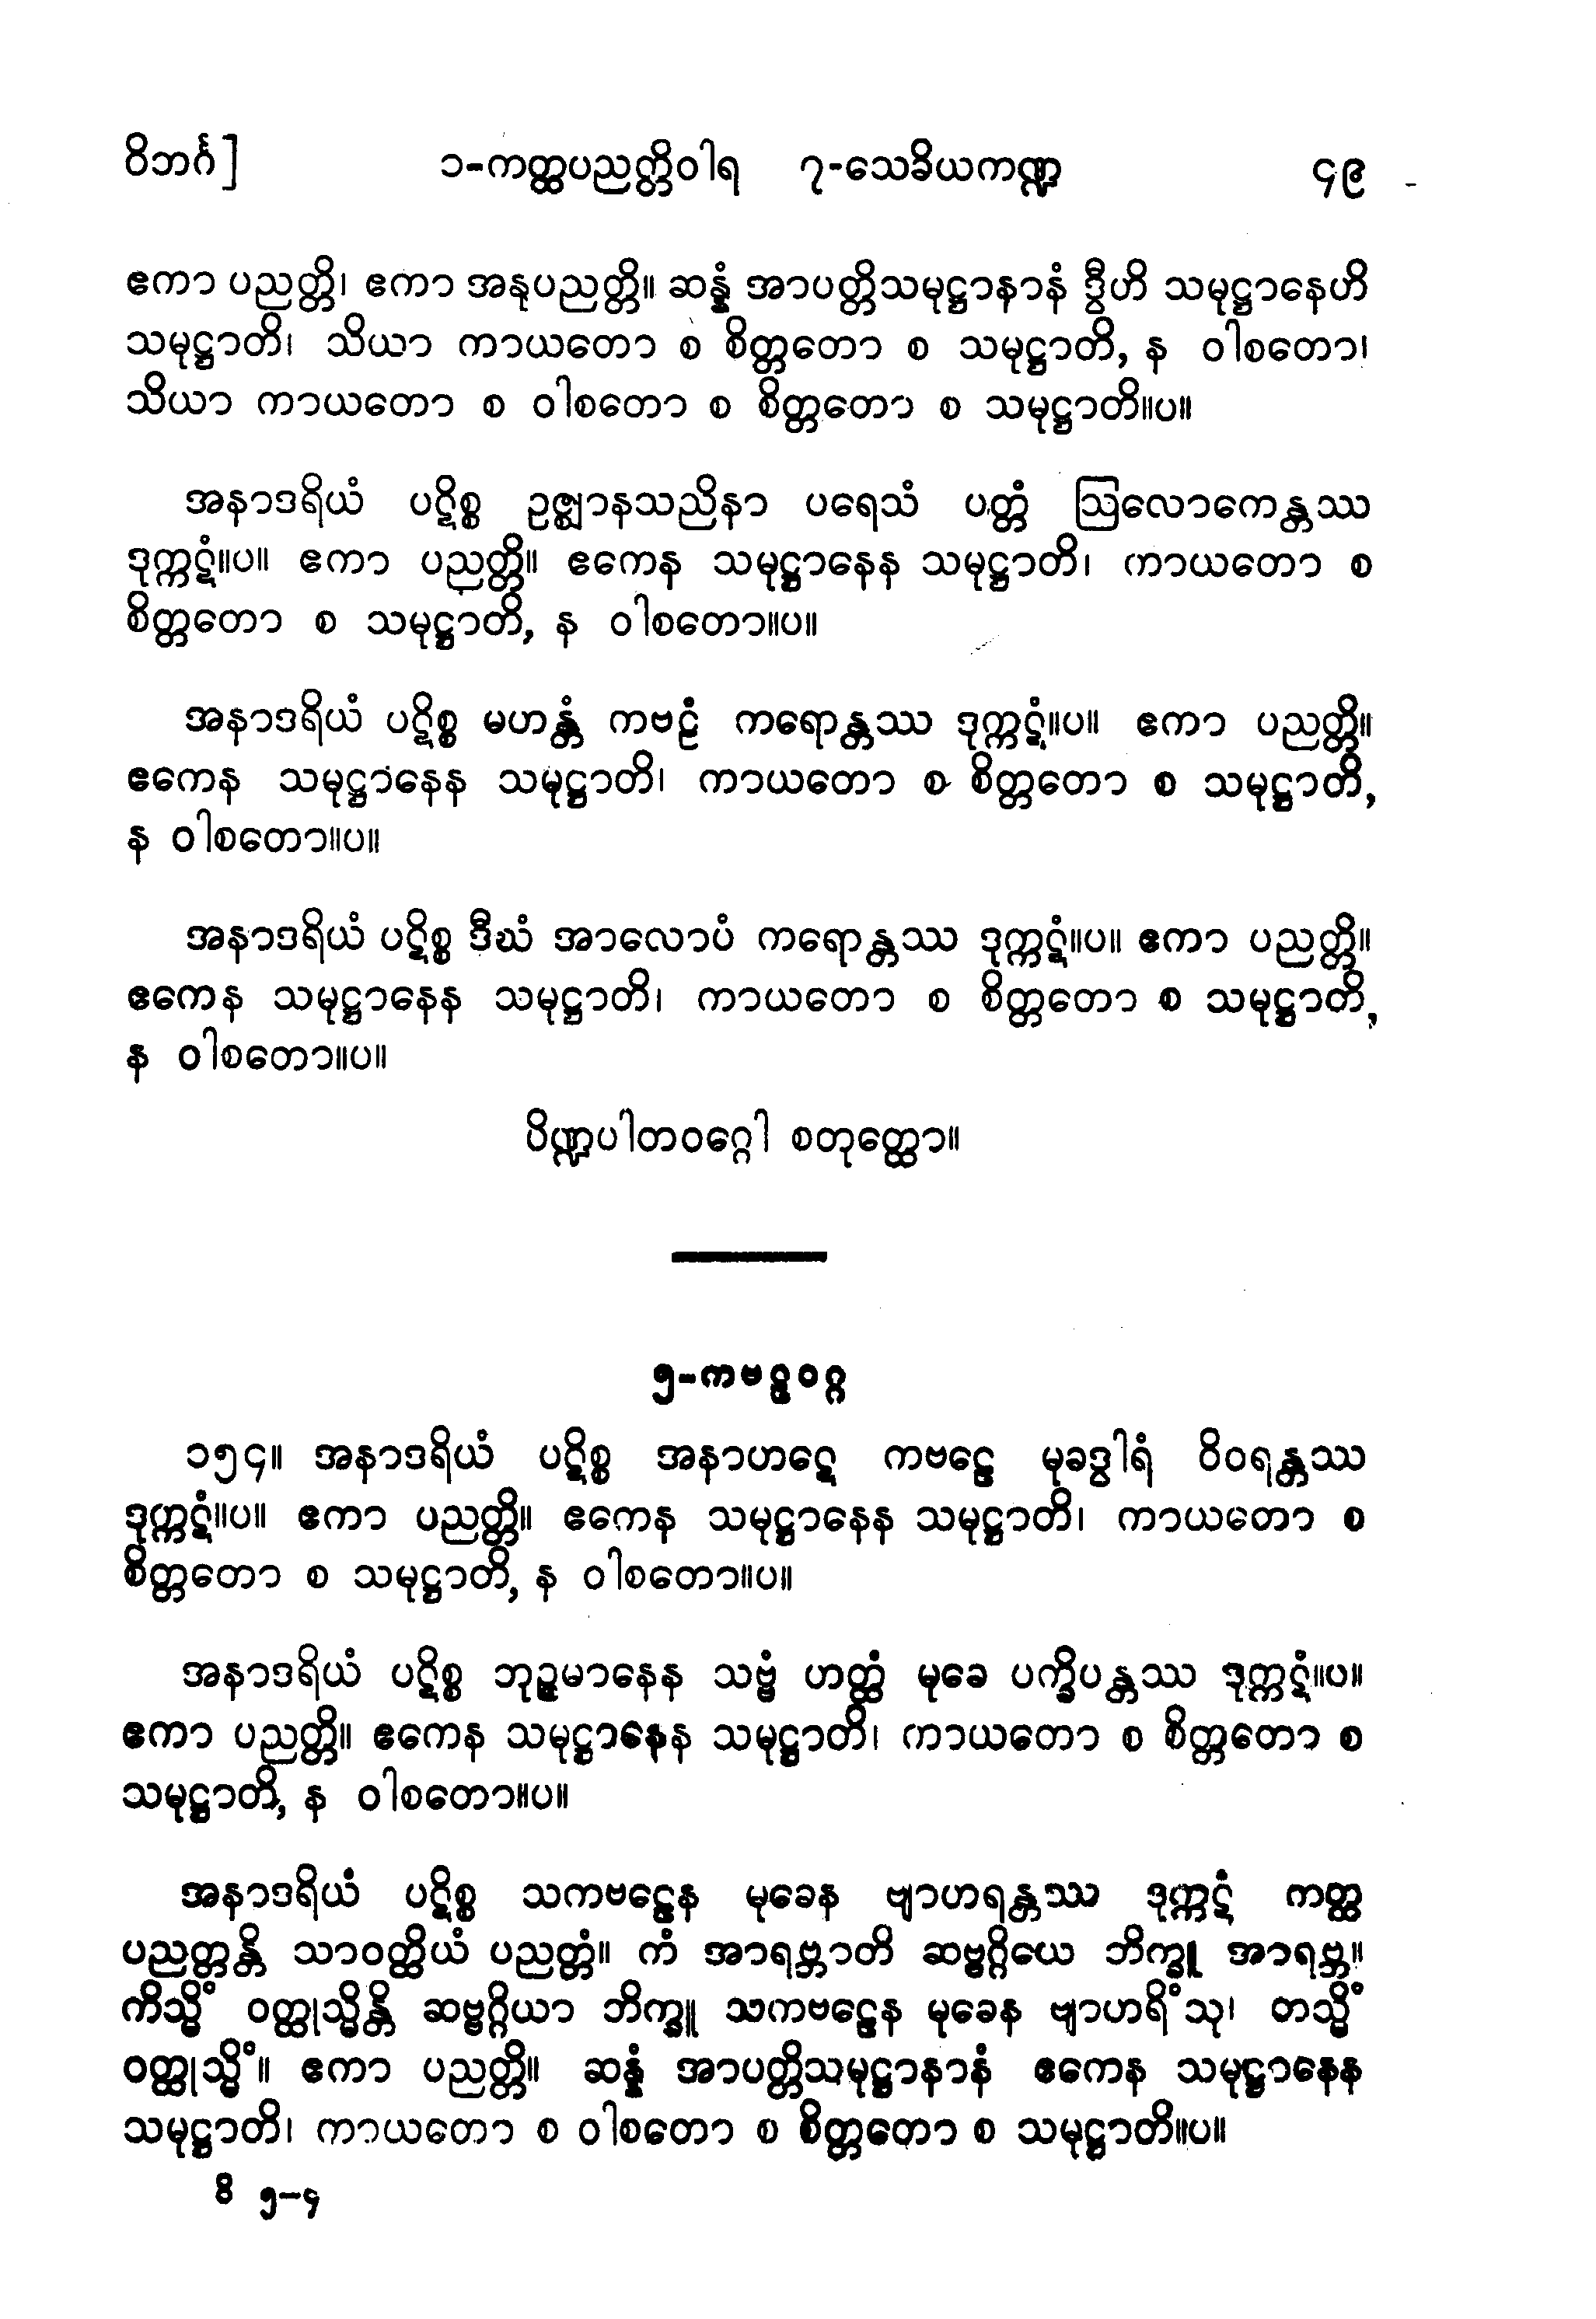 ဝိဘင်္ဂ]	၁-ကတ္ထပညတ္တိဝါရ ၇-သေခိယကဏ္ဍ	၄၉
ဧကာ ပညတ္တိ၊ ဧကာ အနုပညတ္တိ။ ဆန္နံ အာပတ္တိသမုဋ္ဌာနာနံ ဒွီဟိ သမုဋ္ဌာနေဟိ
သမုဋ္ဌာတိ၊ သိယာ ကာယတော စ စိတ္တတော စ သမုဋ္ဌာတိ, န ဝါစတော၊
သိယာ ကာယတော စ ဝါစတော စ စိတ္တတော စ သမုဋ္ဌာတိ။ပ။
အနာဒရိယံ ပဋိစ္စ ဥဇ္ဈာနသညိနာ ပရေသံ ပတ္တံ ဩလောကေန္တဿ
ဒုက္ကဋံ။ပ။ ဧကာ ပညတ္တိ။ ဧကေန သမုဋ္ဌာနေန သမုဋ္ဌာတိ၊ ကာယတော စ
စိတ္တတော စ သမုဋ္ဌာတိ, န ဝါစတော။ပ။
အနာဒရိယံ ပဋိစ္စ မဟန္တံ ကဗဠံ ကရောန္တဿ ဒုက္ကဋံ။ပ။ ဧကာ ပညတ္တိ။
ဧကေန သမုဋ္ဌာနေန သမုဋ္ဌာတိ၊ ကာယတော စ စိတ္တတော စ သမုဋ္ဌာတိ,
န ဝါစတော။ပ။
အနာဒရိယံ ပဋိစ္စ ဒီဃံ အာလောပံ ကရောန္တဿ ဒုက္ကဋံ။ပ။ ဧကာ ပညတ္တိ။
ဧကေန သမုဋ္ဌာနေန သမုဋ္ဌာတိ၊ ကာယတော စ စိတ္တတော စ သမုဋ္ဌာတိ,
န ဝါစတော။ပ။
ပိဏ္ဍပါတဝဂ္ဂေါ စတုတ္ထော။
၅-ကဗဠဝဂ္ဂ
၁၅၄။ အနာဒရိယံ ပဋိစ္စ အနာဟဋေ ကဗဠေ မုခဒွါရံ ဝိဝရန္တဿ
ဒုက္ကဋံ။ပ။ ဧကာ ပညတ္တိ။ ဧကေန သမုဋ္ဌာနေန သမုဋ္ဌာတိ၊ ကာယတော စ
စိတ္တတော စ သမုဋ္ဌာတိ, န ဝါစတော။ပ။
အနာဒရိယံ ပဋိစ္စ ဘုဉ္ဇမာနေန သဗ္ဗံ ဟတ္ထံ မုခေ ပက္ခိပန္တဿ ဒုက္ကဋံ။ပ။
ဧကာ ပညတ္တိ။ ဧကေန သမုဋ္ဌာနေန သမုဋ္ဌာတိ၊ ကာယတော စ စိတ္တတော စ
သမုဋ္ဌာတိ, န ဝါစတော။ပ။
အနာဒရိယံ ပဋိစ္စ သကဗဠေန မုခေန ဗျာဟရန္တဿ ဒုက္ကဋံ ကတ္ထ
ပညတ္တန္တိ သာဝတ္ထိယံ ပညတ္တံ။ ကံ အာရဗ္ဘာတိ ဆဗ္ဗဂ္ဂိယေ ဘိက္ခူ အာရဗ္ဘ။
ကိသ္မိံ ဝတ္ထုသ္မိန္တိ ဆဗ္ဗဂ္ဂိယာ ဘိက္ခူ သကဗဠေန မုခေန ဗျာဟရိံသု၊ တသ္မိံ
ဝတ္ထုသ္မိံ။ ဧကာ ပညတ္တိ။ ဆန္နံ အာပတ္တိသမုဋ္ဌာနာနံ ဧကေန သမုဋ္ဌာနေန
သမုဋ္ဌာတိ၊ ကာယတော စ ဝါစတော စ စိတ္တတော စ သမုဋ္ဌာတိ။ပ။
ဝိ ၅-၄